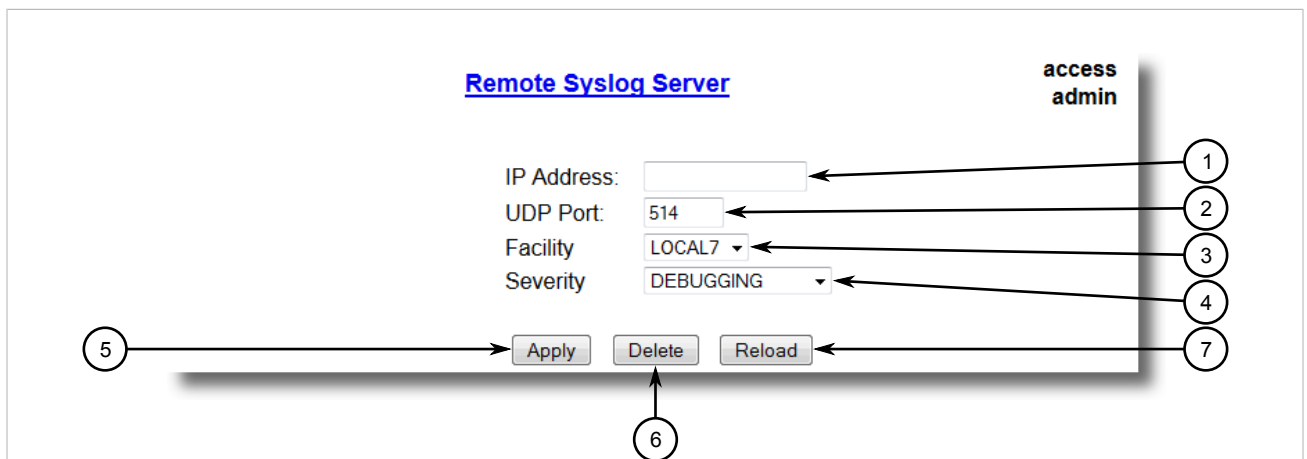 Remote Syslog Server
access
admin
IP Address:
1
UDP Port: 514
2
Facility LOCAL7
3
Severity DEBUGGING
4
5
Apply Delete Reload
7
6